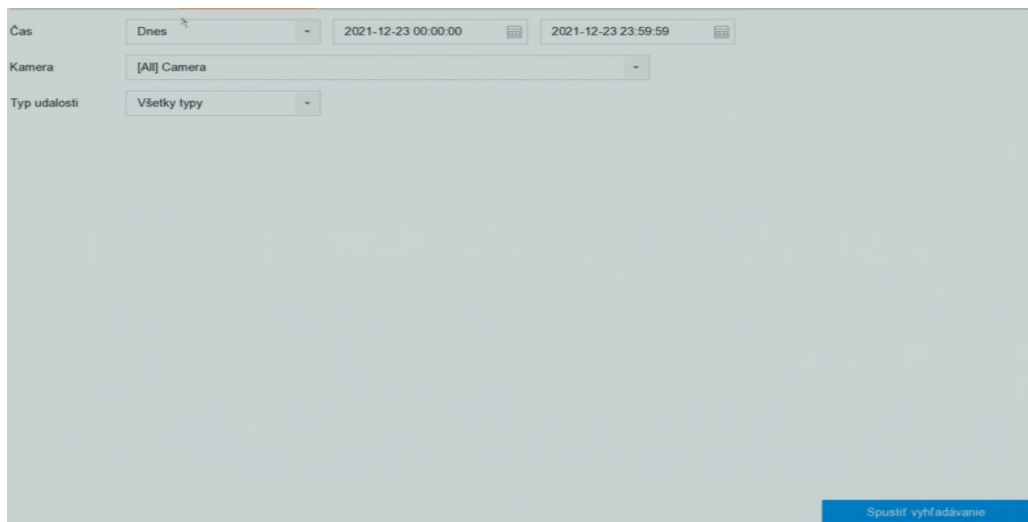 Čas Dnes 2021-12-23 00:00:00 2021-12-23 23:59:59
Kamera [All] Camera
Typ udalosti Všetky typy
Spustiť vyhľadávanie